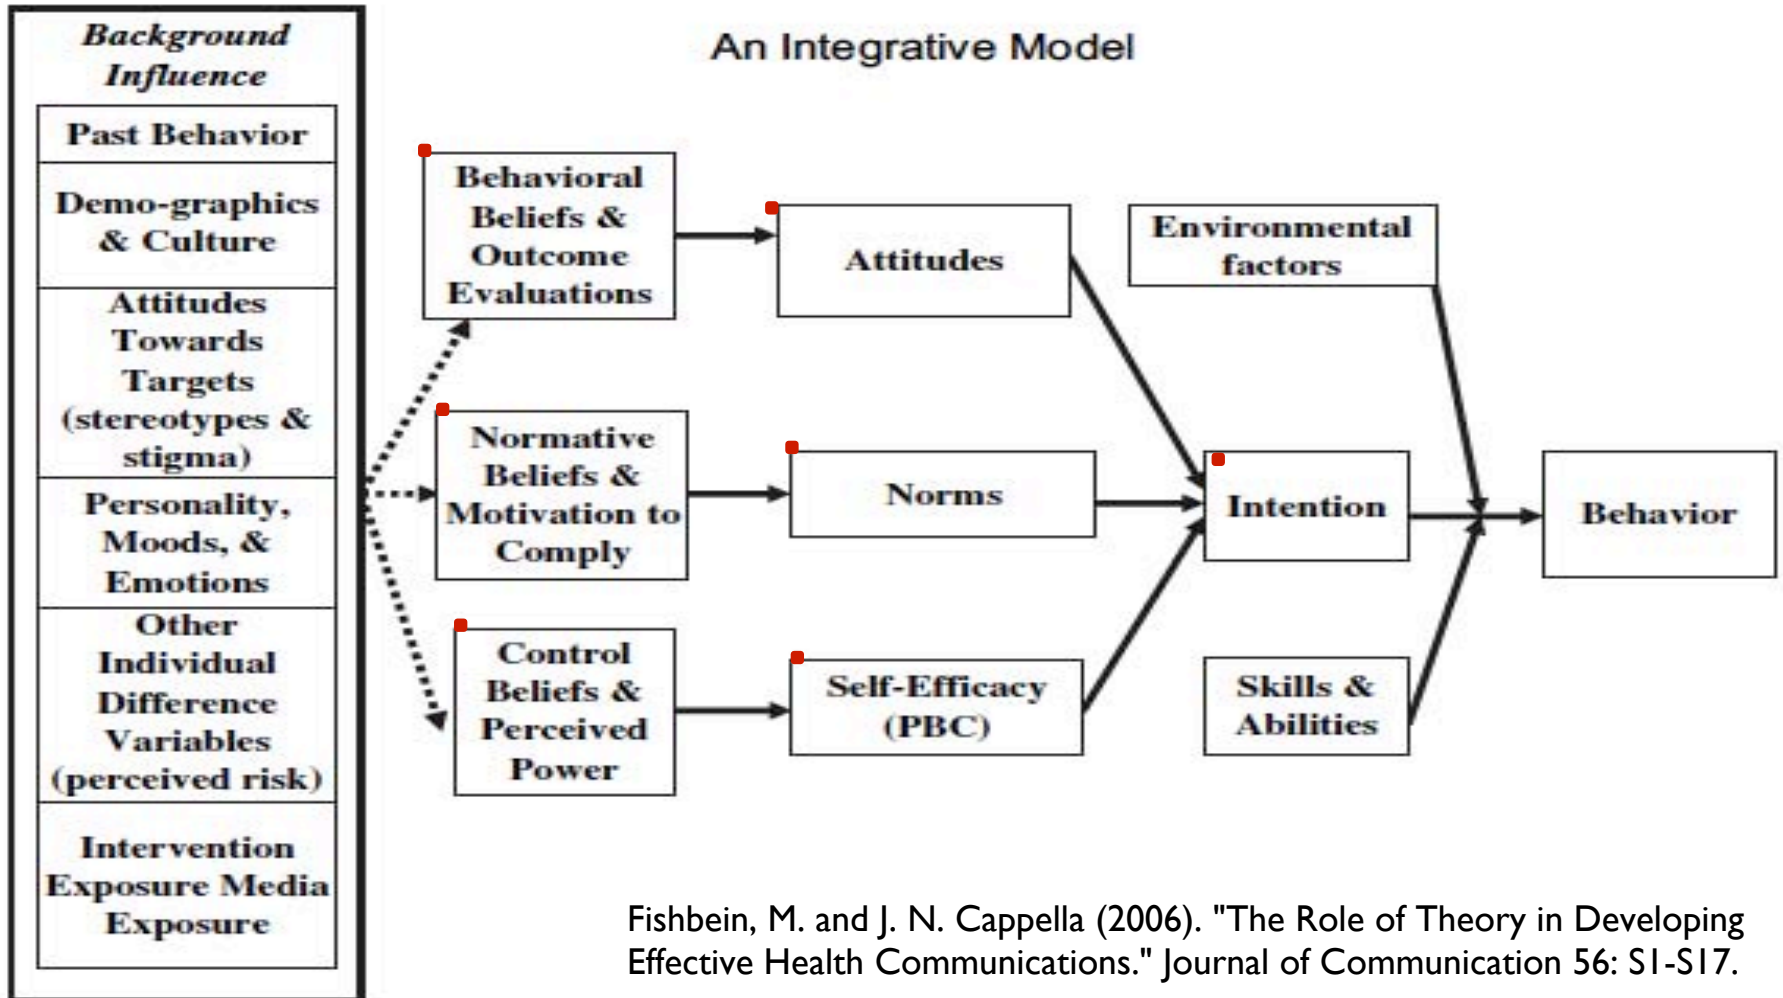 Background
Influence
Past Behavior
Demo-graphics
& Culture
Attitudes
Towards
Targets
(stereotypes &
stigma)
Personality,
Moods, &
Emotions
Other
Individual
Difference
Variables
(perceived risk)
Intervention
Exposure Media
Exposure
An Integrative Model
Behavioral
Beliefs &
Outcome
Evaluations
Normative
Beliefs &
Motivation to
Comply
Control
Beliefs &
Perceived
Power
Attitudes
Norms
Self-Efficacy
(PBC)
Environmental
factors
Intention
Skills &
Abilities
Behavior
Fishbein, M. and J. N. Cappella (2006). "The Role of Theory in Developing
Effective Health Communications." Journal of Communication 56: S1-S17.